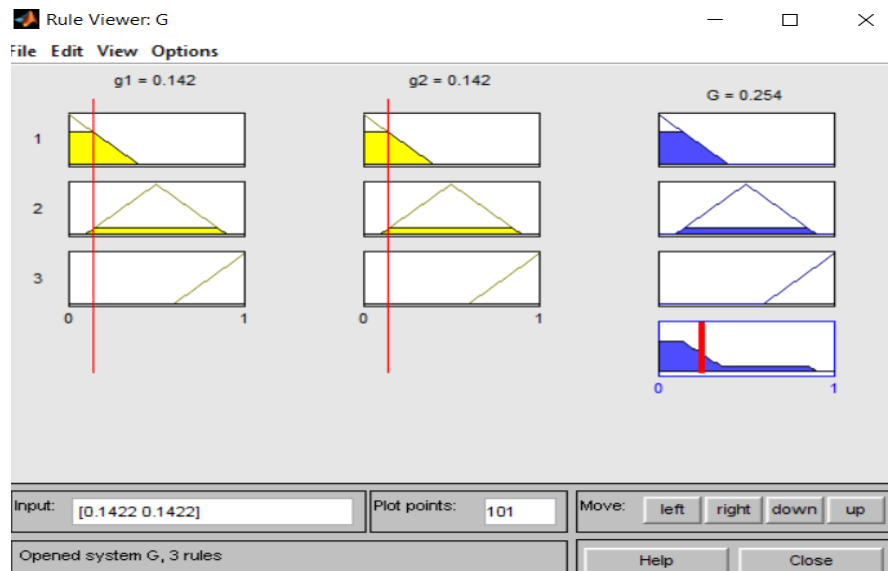 Rule Viewer: G
File Edit View Options
g1 = 0.142
g2 = 0.142
G = 0.254
1
2
3
0 1
0 1
0 1
Input: [0.1422 0.1422]
Plot points: 101
Move: left right down up
Opened system G, 3 rules
Help Close